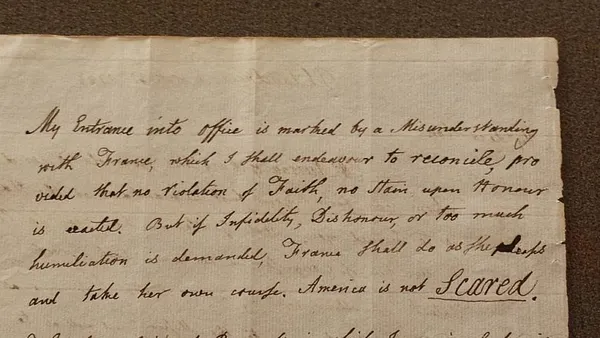 My Entrance into office is marked by a Misunderstanding
with France, which I shall endeavour to reconcile, pro
vided that no Violation of Faith, no Stain upon Honour
is exacted. But if Infidelity, Dishonour, or too much
humiliation is demanded, France shall do as she pleases
and take her own course. America is not Scared.